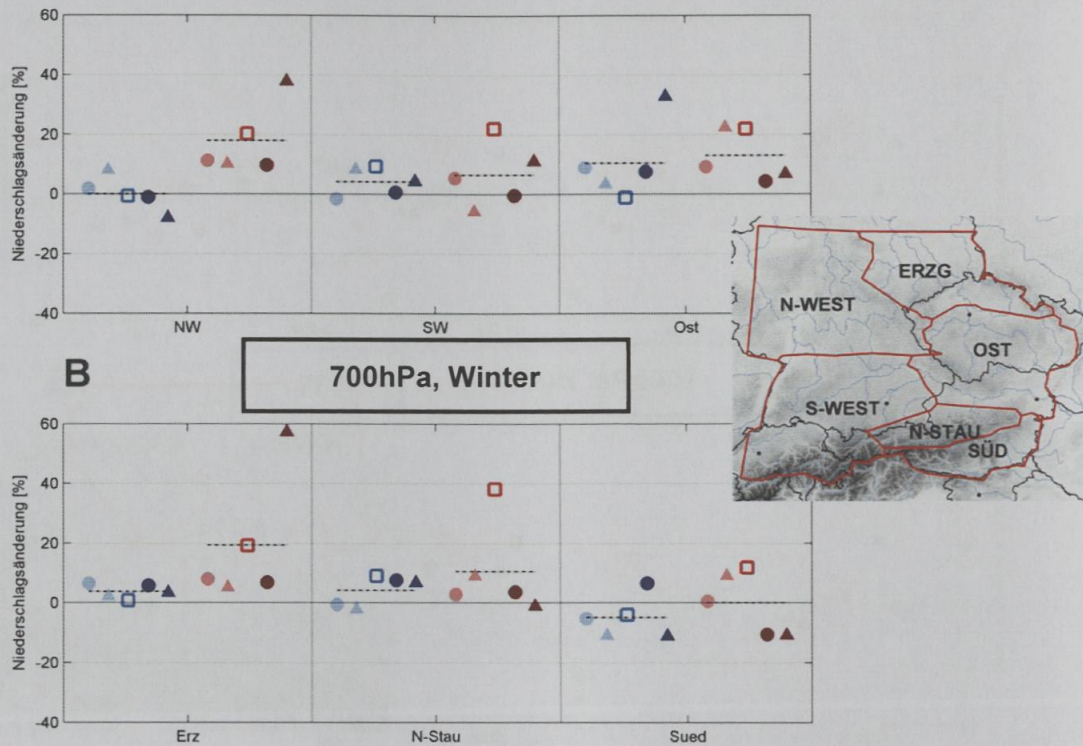 60
40
20
0
-20
-40
Niederschlagsänderung [%]
NW
SW
Ost
B
700hPa, Winter
60
40
20
0
-20
-40
Niederschlagsänderung [%]
Erz
N-Stau
Sued
ERZG
N-WEST
OST
S-WEST
N-STAU
SÜD